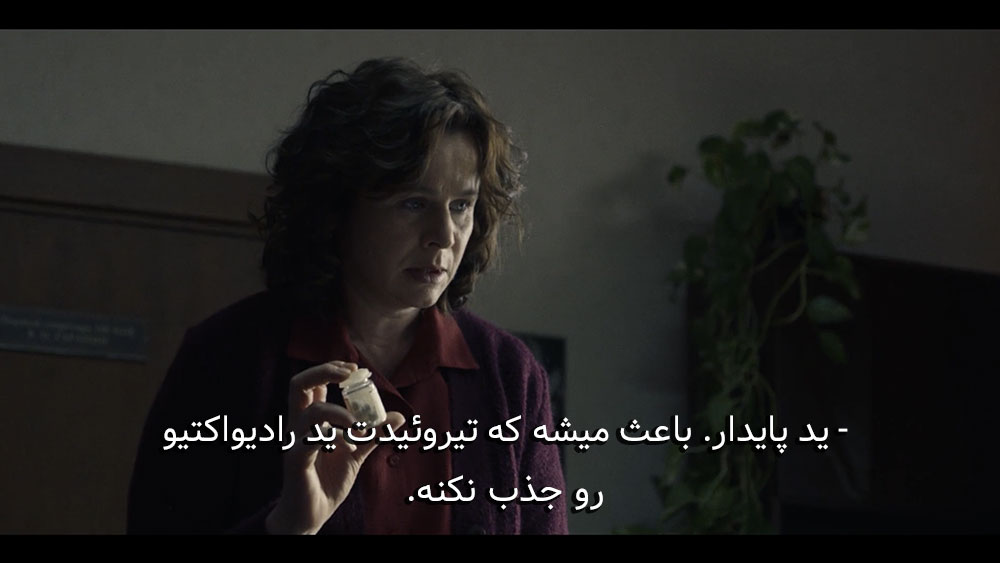 - ید پایدار. باعث میشه که تیروئیدت ید رادیواکتیو
رو جذب نکنه.